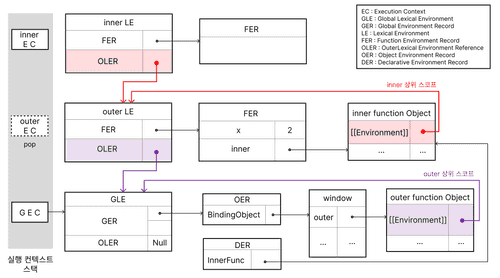 EC : Execution Context
GLE : Global Lexical Environment
GER : Global Environment Record
LE : Lexical Environment
FER : Function Environment Record
OLER : OuterLexical Environment Reference
OER : Object Environment Record
DER : Declarative Environment Record
inner
E C
inner LE
FER
OLER
FER
inner 상위 스코프
outer
E C
pop
outer LE
FER
OLER
FER
x 2
inner
inner function Object
[[Environment]]
... ...
outer 상위 스코프
G E C
GLE
GER
OLER Null
OER
BindingObject
window
outer
... ...
outer function Object
[[Environment]]
... ...
DER
InnerFunc
실행 컨텍스트
스택